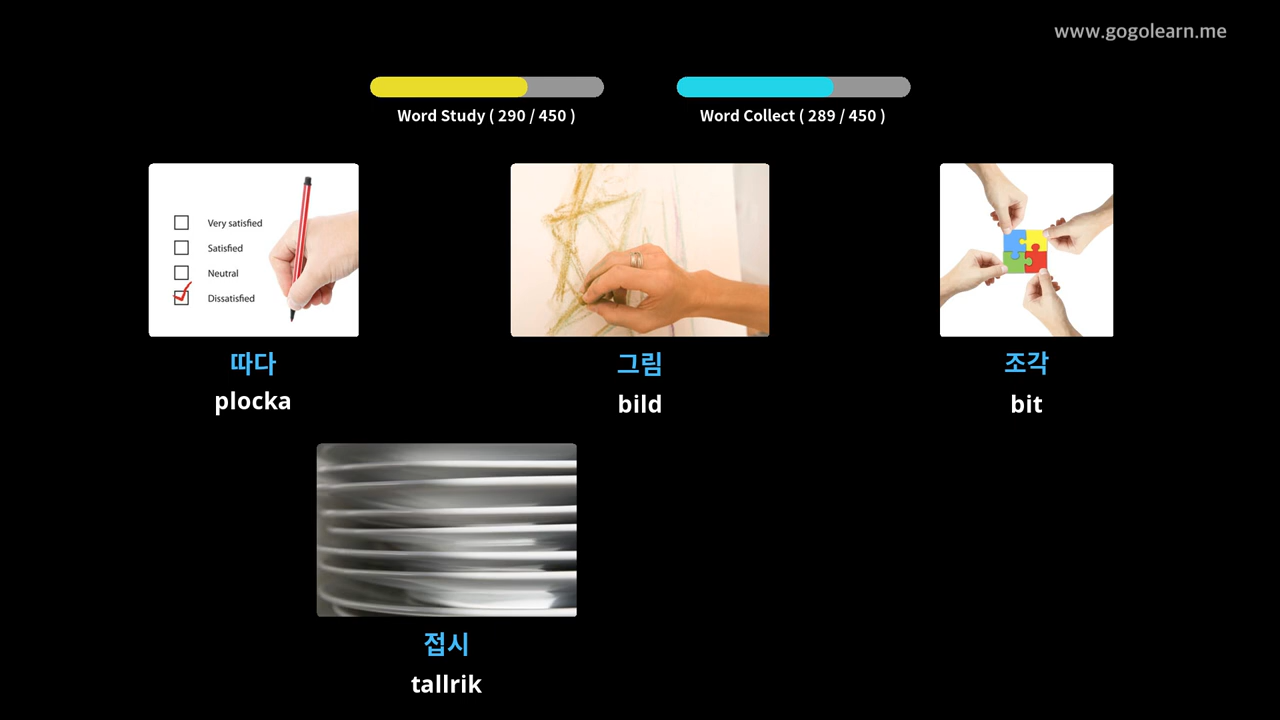 www.gogolearn.me
Word Study ( 290 / 450 )
Word Collect ( 289 / 450 )
Very satisfied
Satisfied
Neutral
Dissatisfied
따다
plocka
그림
bild
조각
bit
접시
tallrik